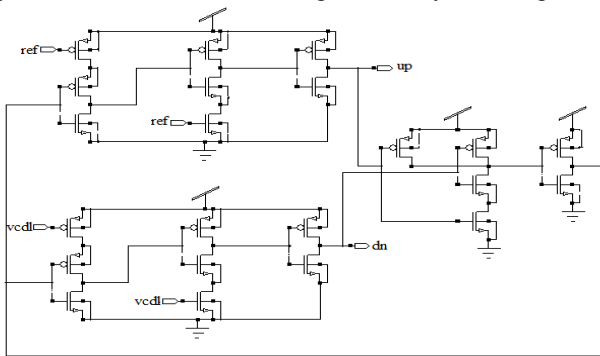 ref
up
ref
vcdl
dn
vcdl